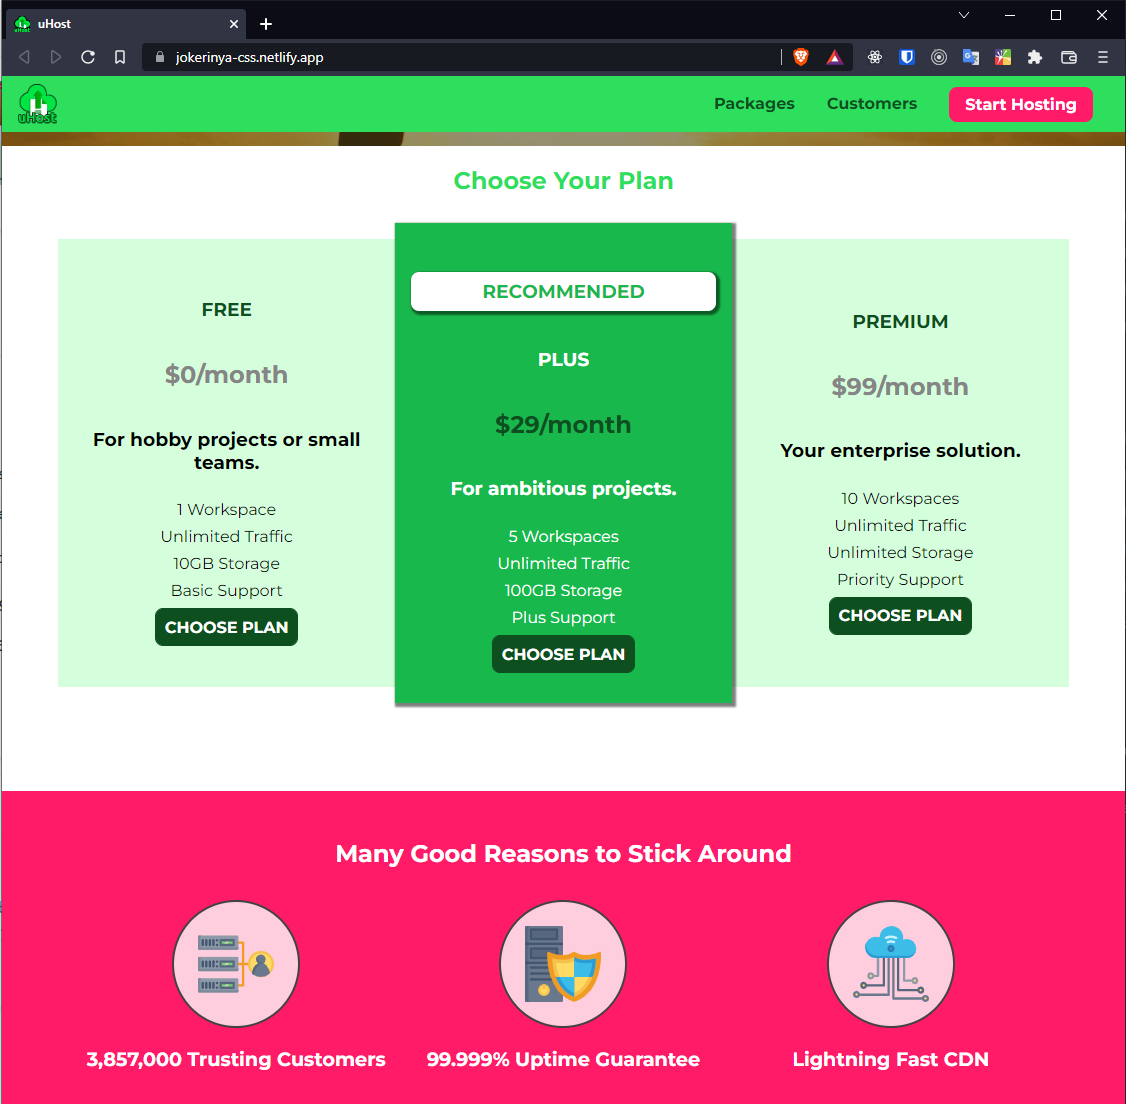 uHost
jokerinya-css.netlify.app
uHost
Packages
Customers
Start Hosting
Choose Your Plan
FREE
$0/month
For hobby projects or small
teams.
1 Workspace
Unlimited Traffic
10GB Storage
Basic Support
CHOOSE PLAN
RECOMMENDED
PLUS
$29/month
For ambitious projects.
5 Workspaces
Unlimited Traffic
100GB Storage
Plus Support
CHOOSE PLAN
PREMIUM
$99/month
Your enterprise solution.
10 Workspaces
Unlimited Traffic
Unlimited Storage
Priority Support
CHOOSE PLAN
Many Good Reasons to Stick Around
3,857,000 Trusting Customers
99.999% Uptime Guarantee
Lightning Fast CDN